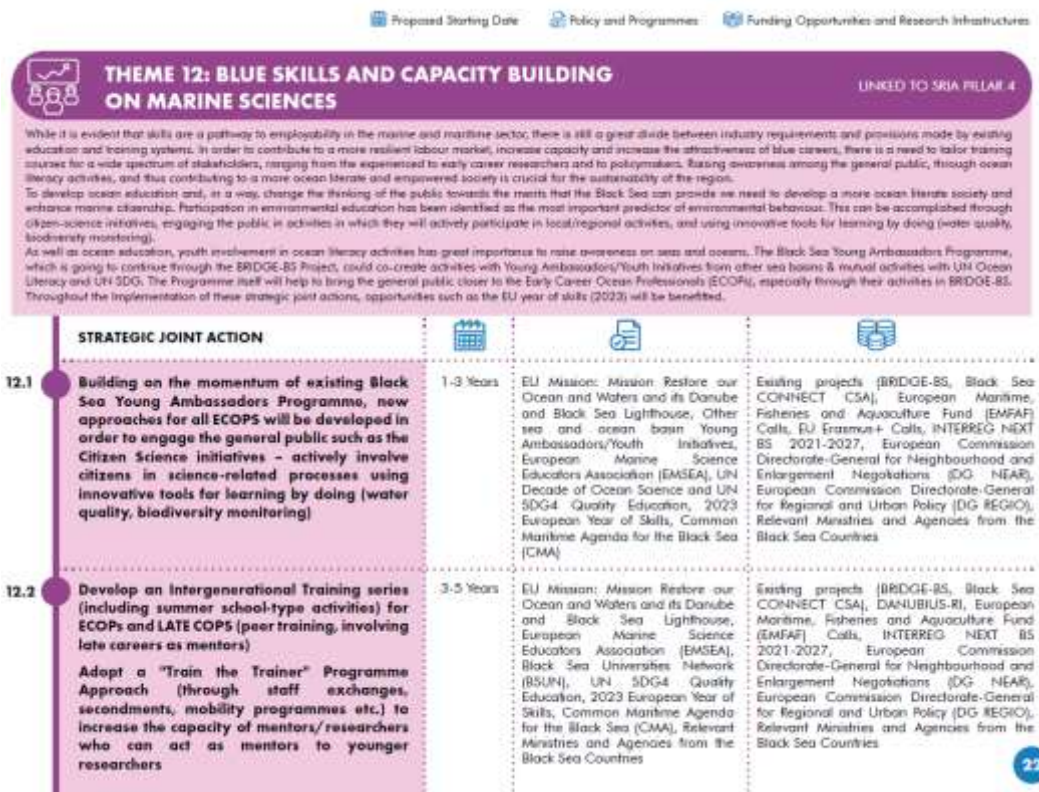 Proposed Starting Date
Policy and Programmes
Funding Opportunities and Research Infrastructures
THEME 12: BLUE SKILLS AND CAPACITY BUILDING
ON MARINE SCIENCES
LINKED TO SRIA PILLAR 4
While it is evident that skills are a pathway to employability in the marine and maritime sector, there is still a great divide between industry requirements and provisions made by existing
education and training systems. In order to contribute to a more resilient labour market, increase capacity and increase the attractiveness of blue careers, there is a need to tailor training
courses for a wide spectrum of stakeholders, ranging from the experienced to early career researchers and to policymakers. Raising awareness among the general public, through ocean
literacy activities, and thus contributing to a more ocean literate and empowered society is crucial for the sustainability of the region.
To develop ocean education and, in a way, change the thinking of the public towards the merits that the Black Sea can provide we need to develop a more ocean literate society and
enhance marine citizenship. Participation in environmental education has been identified as the most important predictor of environmental behaviour. This can be accomplished through
citizen-science initiatives, engaging the public in activities in which they will actively participate in local/regional activities, and using innovative tools for learning by doing (water quality,
biodiversity monitoring).
As well as ocean education, youth involvement in ocean literacy activities has great importance to raise awareness on seas and oceans. The Black Sea Young Ambassadors Programme,
which is going to continue through the BRIDGE-BS Project, could co-create activities with Young Ambassadors/Youth Initiatives from other sea basins & mutual activities with UN Ocean
Literacy and UN SDG. The Programme itself will help to bring the general public closer to the Early Career Ocean Professionals (ECOPs), especially through their activities in BRIDGE-BS.
Throughout the implementation of these strategic joint actions, opportunities such as the EU year of skills (2023) will be benefitted.
STRATEGIC JOINT ACTION
12.1
Building on the momentum of existing Black
Sea Young Ambassadors Programme, new
approaches for all ECOPS will be developed in
order to engage the general public such as the
Citizen Science initiatives – actively involve
citizens in science-related processes using
innovative tools for learning by doing (water
quality, biodiversity monitoring)
1-3 Years
EU Mission: Mission Restore our
Ocean and Waters and its Danube
and Black Sea Lighthouse, Other
sea and ocean basin Young
Ambassadors/Youth Initiatives,
European Marine Science
Educators Association (EMSEA), UN
Decade of Ocean Science and UN
SDG4 Quality Education, 2023
European Year of Skills, Common
Maritime Agenda for the Black Sea
(CMA)
Existing projects (BRIDGE-BS, Black Sea
CONNECT CSA), European Maritime,
Fisheries and Aquaculture Fund (EMFAF)
Calls, EU Erasmus+ Calls, INTERREG NEXT
BS 2021-2027, European Commission
Directorate-General for Neighbourhood and
Enlargement Negotiations (DG NEAR),
European Commission Directorate-General
for Regional and Urban Policy (DG REGIO),
Relevant Ministries and Agencies from the
Black Sea Countries
12.2
Develop an Intergenerational Training series
(including summer school-type activities) for
ECOPs and LATE COPS (peer training, involving
late careers as mentors)
Adopt a "Train the Trainer" Programme
Approach (through staff exchanges,
secondments, mobility programmes etc.) to
increase the capacity of mentors/researchers
who can act as mentors to younger
researchers
3-5 Years
EU Mission: Mission Restore our
Ocean and Waters and its Danube
and Black Sea Lighthouse,
European Marine Science
Educators Association (EMSEA),
Black Sea Universities Network
(BSUN), UN SDG4 Quality
Education, 2023 European Year of
Skills, Common Maritime Agenda
for the Black Sea (CMA), Relevant
Ministries and Agencies from the
Black Sea Countries
Existing projects (BRIDGE-BS, Black Sea
CONNECT CSA), DANUBIUS-RI, European
Maritime, Fisheries and Aquaculture Fund
(EMFAF) Calls, INTERREG NEXT BS
2021-2027, European Commission
Directorate-General for Neighbourhood and
Enlargement Negotiations (DG NEAR),
European Commission Directorate-General
for Regional and Urban Policy (DG REGIO),
Relevant Ministries and Agencies from the
Black Sea Countries
22